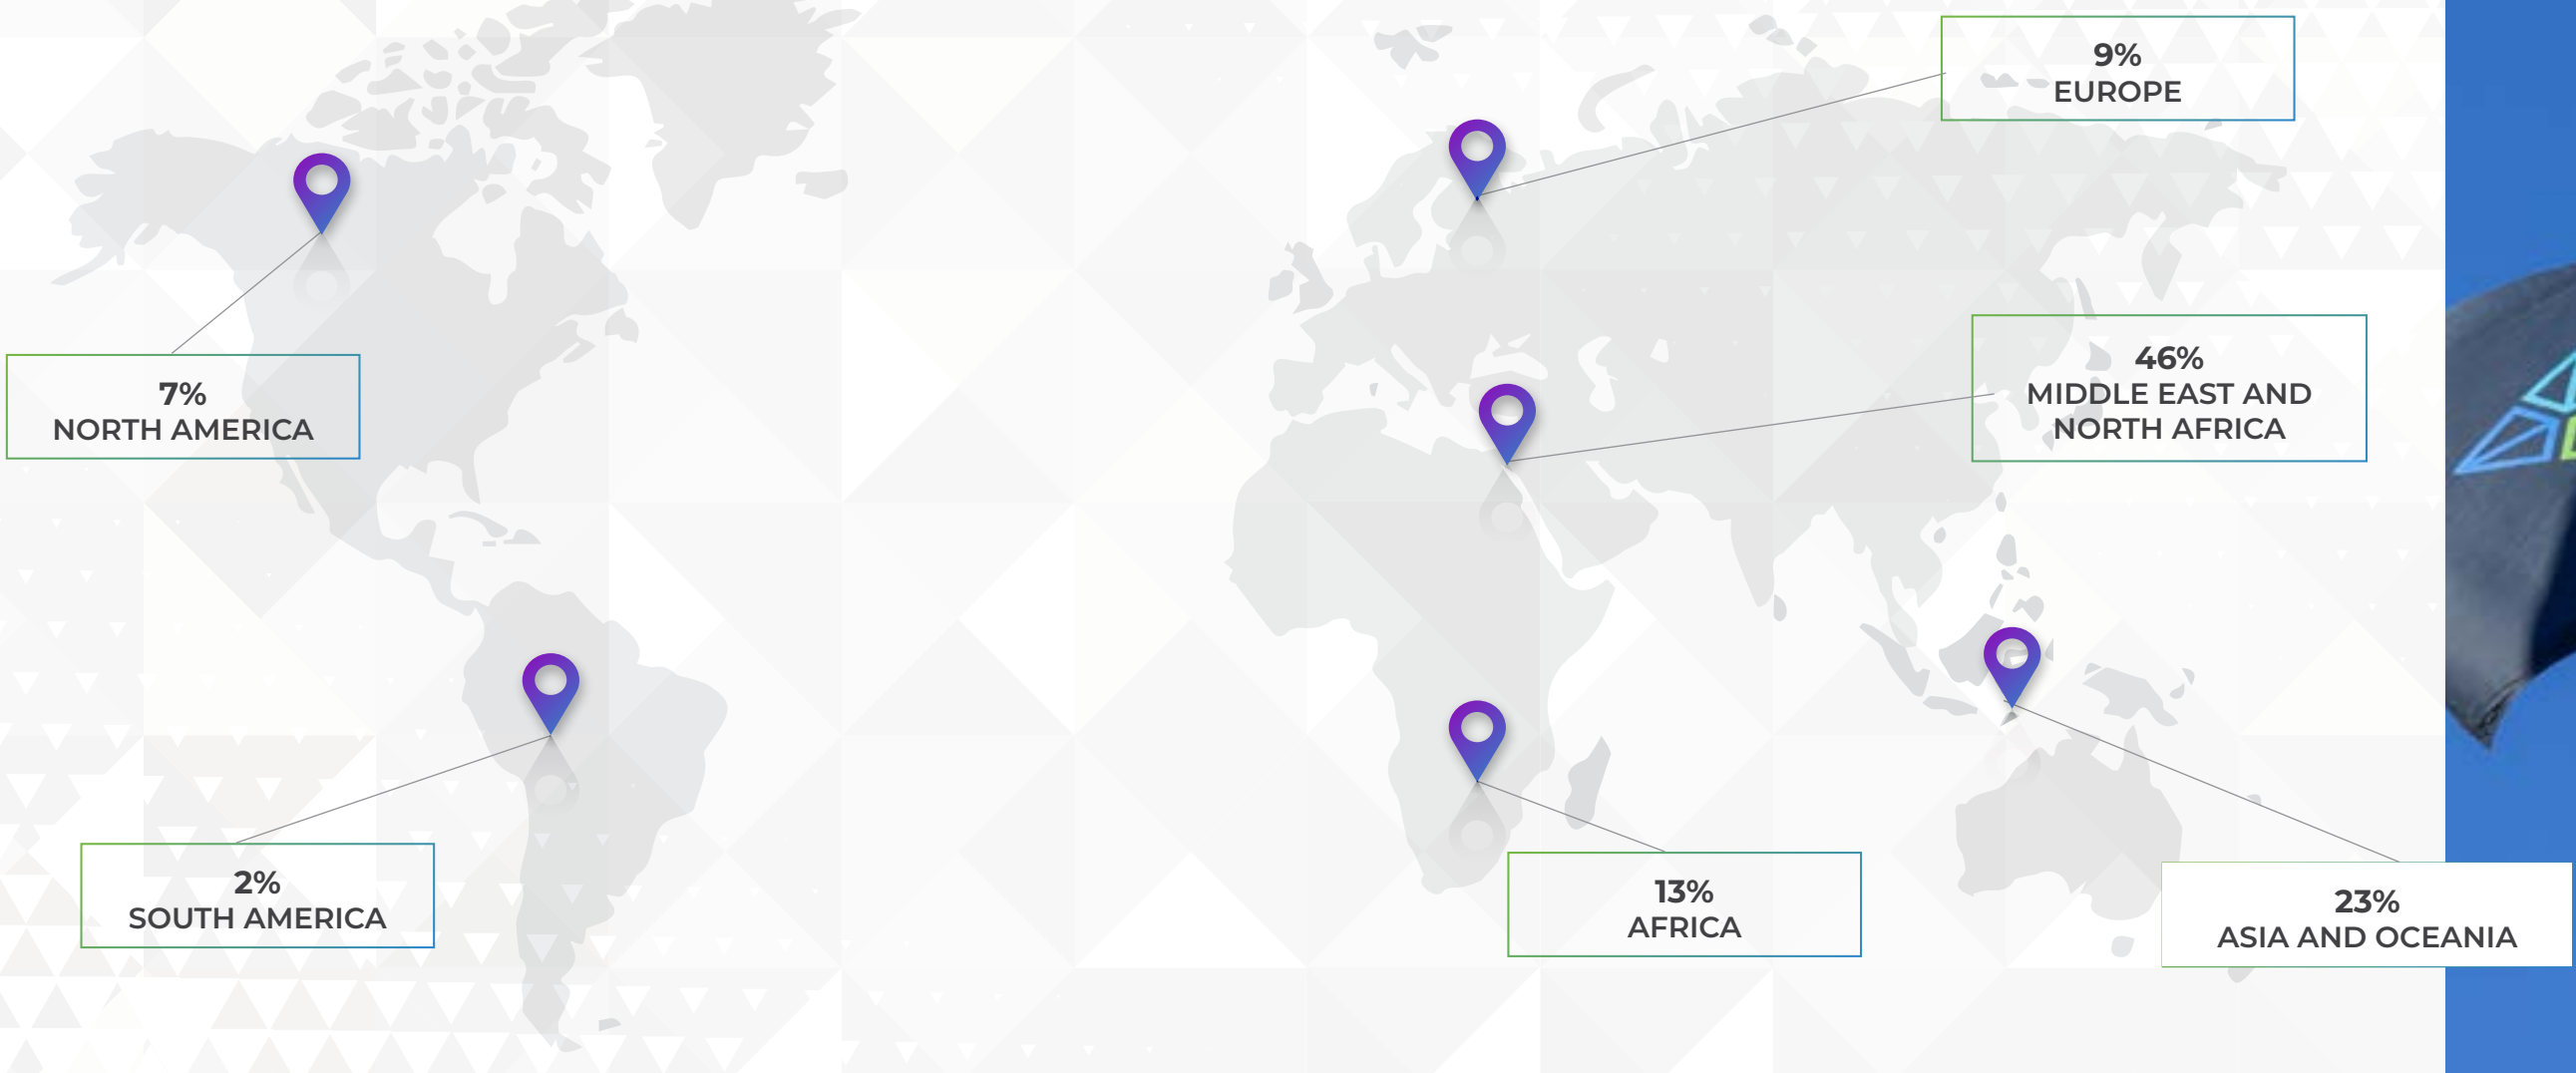 9%
EUROPE
46%
MIDDLE EAST AND
NORTH AFRICA
7%
NORTH AMERICA
2%
SOUTH AMERICA
13%
AFRICA
23%
ASIA AND OCEANIA